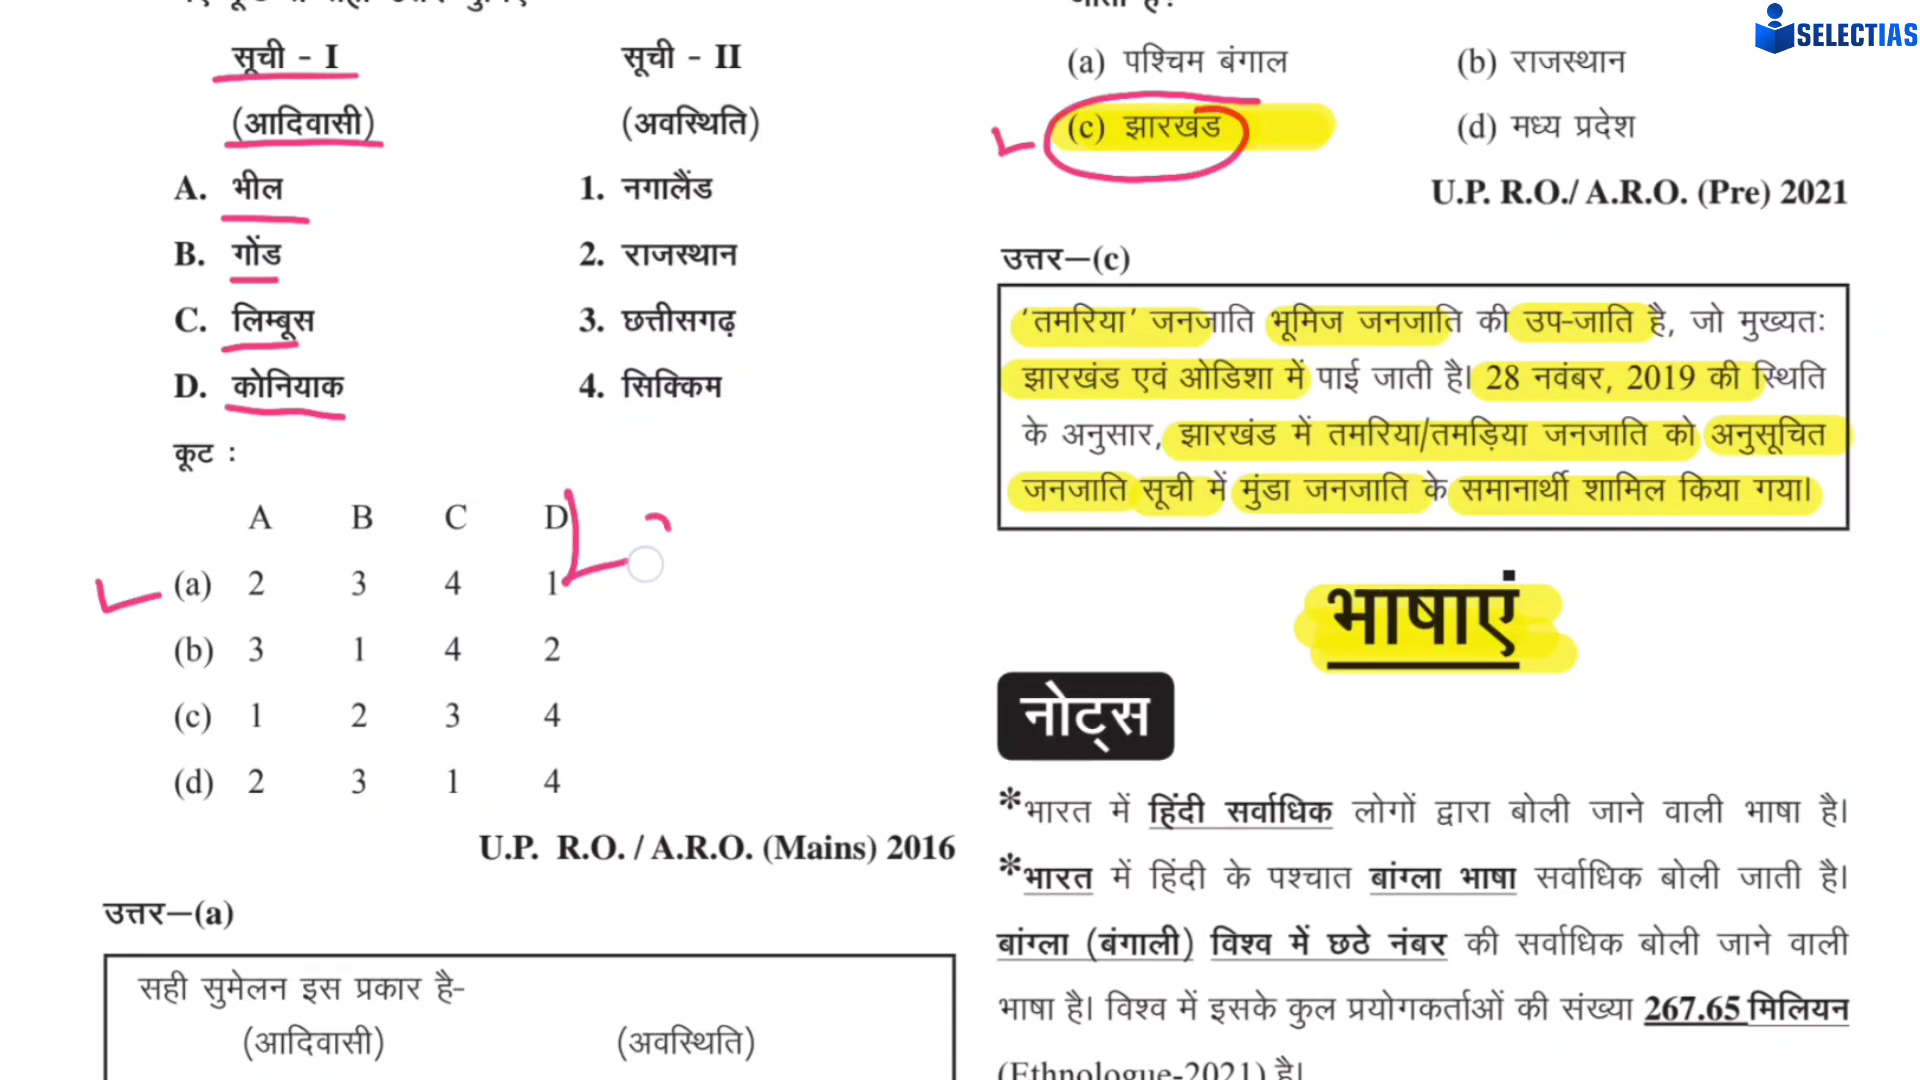 सूची - I सूची - II
(आदिवासी) (अवस्थिति)
A. भील 1. नगालैंड
B. गोंड 2. राजस्थान
C. लिम्बूस 3. छत्तीसगढ़
D. कोनियाक 4. सिक्किम
कूट :
A B C D
(a) 2 3 4 1
(b) 3 1 4 2
(c) 1 2 3 4
(d) 2 3 1 4
U.P. R.O. / A.R.O. (Mains) 2016
उत्तर–(a)
सही सुमेलन इस प्रकार है-
(आदिवासी) (अवस्थिति)
SELECTIAS
(a) पश्चिम बंगाल (b) राजस्थान
(c) झारखंड (d) मध्य प्रदेश
U.P. R.O./ A.R.O. (Pre) 2021
उत्तर–(c)
'तमरिया' जनजाति भूमिज जनजाति की उप-जाति है, जो मुख्यतः
झारखंड एवं ओडिशा में पाई जाती है। 28 नवंबर, 2019 की स्थिति
के अनुसार, झारखंड में तमरिया/तमड़िया जनजाति को अनुसूचित
जनजाति सूची में मुंडा जनजाति के समानार्थी शामिल किया गया।
भाषाएं
नोट्स
*भारत में हिंदी सर्वाधिक लोगों द्वारा बोली जाने वाली भाषा है।
*भारत में हिंदी के पश्चात बांग्ला भाषा सर्वाधिक बोली जाती है।
बांग्ला (बंगाली) विश्व में छठे नंबर की सर्वाधिक बोली जाने वाली
भाषा है। विश्व में इसके कुल प्रयोगकर्ताओं की संख्या 267.65 मिलियन
(Ethnologue-2021) है।